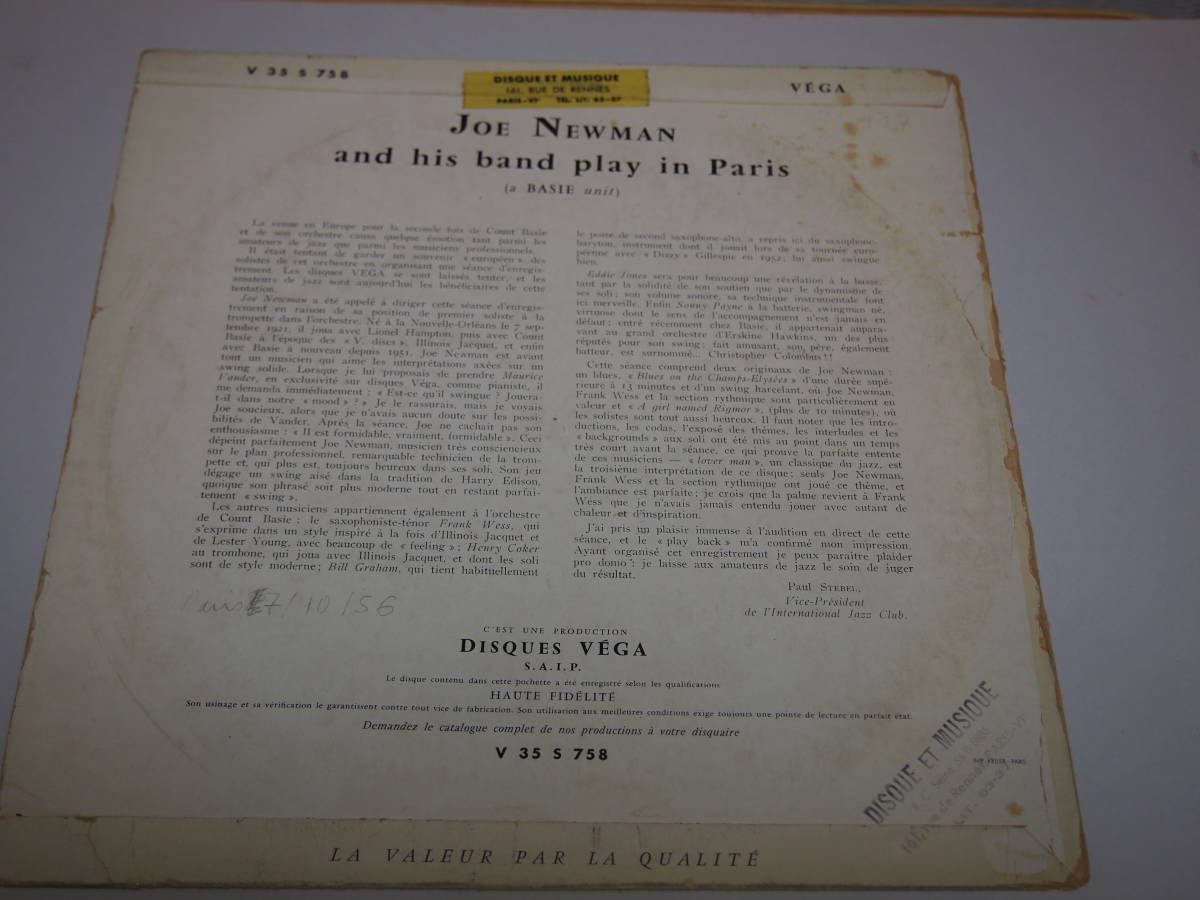 V 35 S 758
DISQUE ET MUSIQUE
161, RUE DE RENNES
PARIS-VIᵉ TEL. LIT: 83-87
VÉGA
JOE NEWMAN
and his band play in Paris
(a BASIE unit)
La venue en Europe pour la seconde fois de Count Basie
et de son orchestre causa quelque émotion tant parmi les
amateurs de jazz que parmi les musiciens professionnels.
Il était tentant de garder un souvenir « européen » des
solistes de cet orchestre en organisant une séance d'enregis-
trement. Les disques VEGA se sont laissés tenter, et les
amateurs de jazz sont aujourd'hui les bénéficiaires de cette
tentation.
Joe Newman a été appelé à diriger cette séance d'enregis-
trement en raison de sa position de premier soliste à la
trompette dans l'orchestre. Né à la Nouvelle-Orléans le 7 sep-
tembre 1921, il joua avec Lionel Hampton, puis avec Count
Basie à l'époque des « V. discs », Illinois Jacquet, et enfin
avec Basie à nouveau depuis 1951. Joe Newman est avant
tout un musicien qui aime les interprétations axées sur un
swing solide. Lorsque je lui proposais de prendre Maurice
Vander, en exclusivité sur disques Véga, comme pianiste, il
me demanda immédiatement : « Est-ce qu'il swingue ? Jouera-
t-il dans notre « mood » ? » Je le rassurais, mais je voyais
Joe soucieux, alors que je n'avais aucun doute sur les possi-
bilités de Vander. Après la séance, Joe ne cachait pas son
enthousiasme : « Il est formidable, vraiment, formidable ». Ceci
dépeint parfaitement Joe Newman, musicien très consciencieux
sur le plan professionnel, remarquable technicien de la trom-
pette et, qui plus est, toujours heureux dans ses soli. Son jeu
dégage un swing aisé dans la tradition de Harry Edison,
quoique son phrasé soit plus moderne tout en restant parfai-
tement « swing ».
Les autres musiciens appartiennent également à l'orchestre
de Count Basie : le saxophoniste-ténor Frank Wess, qui
s'exprime dans un style inspiré à la fois d'Illinois Jacquet et
de Lester Young, avec beaucoup de « feeling » ; Henry Coker
au trombone, qui joua avec Illinois Jacquet, et dont les soli
sont de style moderne ; Bill Graham, qui tient habituellement
le poste de second saxophone-alto, a repris ici du saxophone-
baryton, instrument dont il jouait lors de sa tournée euro-
péenne avec « Dizzy » Gillespie en 1952; lui aussi swingue
bien.
Eddie Jones sera pour beaucoup une révélation à la basse,
tant par la solidité de son soutien que par le dynamisme de
ses soli ; son volume sonore, sa technique instrumentale font
ici merveille. Enfin Sonny Payne à la batterie, swingman né,
virtuose dont le sens de l'accompagnement n'est jamais en
défaut ; entré récemment chez Basie, il appartenait aupara-
vant au grand orchestre d'Erskine Hawkins, un des plus
réputés pour son swing ; fait amusant, son père, également
batteur, est surnommé... Christopher Colombus !!
Cette séance comprend deux originaux de Joe Newman :
un blues, « Blues on the Champs-Elysées » d'une durée supé-
rieure à 13 minutes et d'un swing harcelant, où Joe Newman,
Frank Wess et la section rythmique sont particulièrement en
valeur et « A girl named Rigmor », (plus de 10 minutes), où
les solistes sont tout aussi heureux. Il faut noter que les intro-
ductions, les codas, l'exposé des thèmes, les interludes et les
« backgrounds » aux soli ont été mis au point dans un temps
très court avant la séance, ce qui prouve la parfaite entente
de ces musiciens — « lover man », un classique du jazz, est
la troisième interprétation de ce disque ; seuls Joe Newman,
Frank Wess et la section rythmique ont joué ce thème, et
l'ambiance est parfaite ; je crois que la palme revient à Frank
Wess que je n'avais jamais entendu jouer avec autant de
chaleur et d'inspiration.
J'ai pris un plaisir immense à l'audition en direct de cette
séance, et le « play back » m'a confirmé mon impression.
Ayant organisé cet enregistrement je peux paraître plaider
pro domo : je laisse aux amateurs de jazz le soin de juger
du résultat.
Paul STEBEL,
Vice-Président
de l'International Jazz Club.
7/10/56
C'EST UNE PRODUCTION
DISQUES VÉGA
S.A.I.P.
Le disque contenu dans cette pochette a été enregistré selon les qualifications
HAUTE FIDÉLITÉ
Son usinage et sa vérification le garantissent contre tout vice de fabrication. Son utilisation aux meilleures conditions exige toujours une pointe de lecture en parfait état.
Demandez le catalogue complet de nos productions à votre disquaire
V 35 S 758
DISQUE ET MUSIQUE
R.C. Seine
161, rue de Rennes, PARIS-VIᵉ
LIT.
LA VALEUR PAR LA QUALITÉ